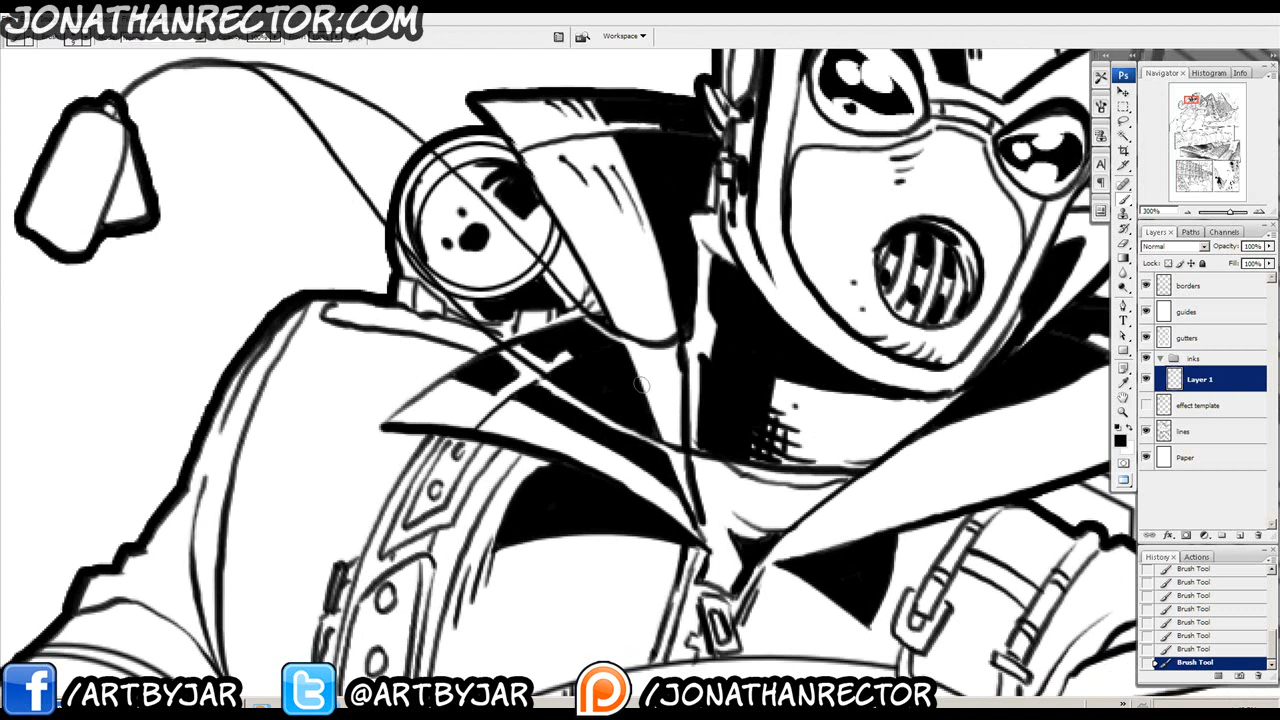 JONATHANRECTOR.COM
Workspace
Ps
Navigator × Histogram Info
300%
Layers × Paths Channels
Normal Opacity: 100%
Lock: Fill: 100%
borders
guides
gutters
inks
Layer 1
effect template
lines
Paper
fx
History × Actions
Brush Tool
Brush Tool
Brush Tool
Brush Tool
Brush Tool
Brush Tool
Brush Tool
Brush Tool
/ARTBYJAR @ARTBYJAR /JONATHANRECTOR